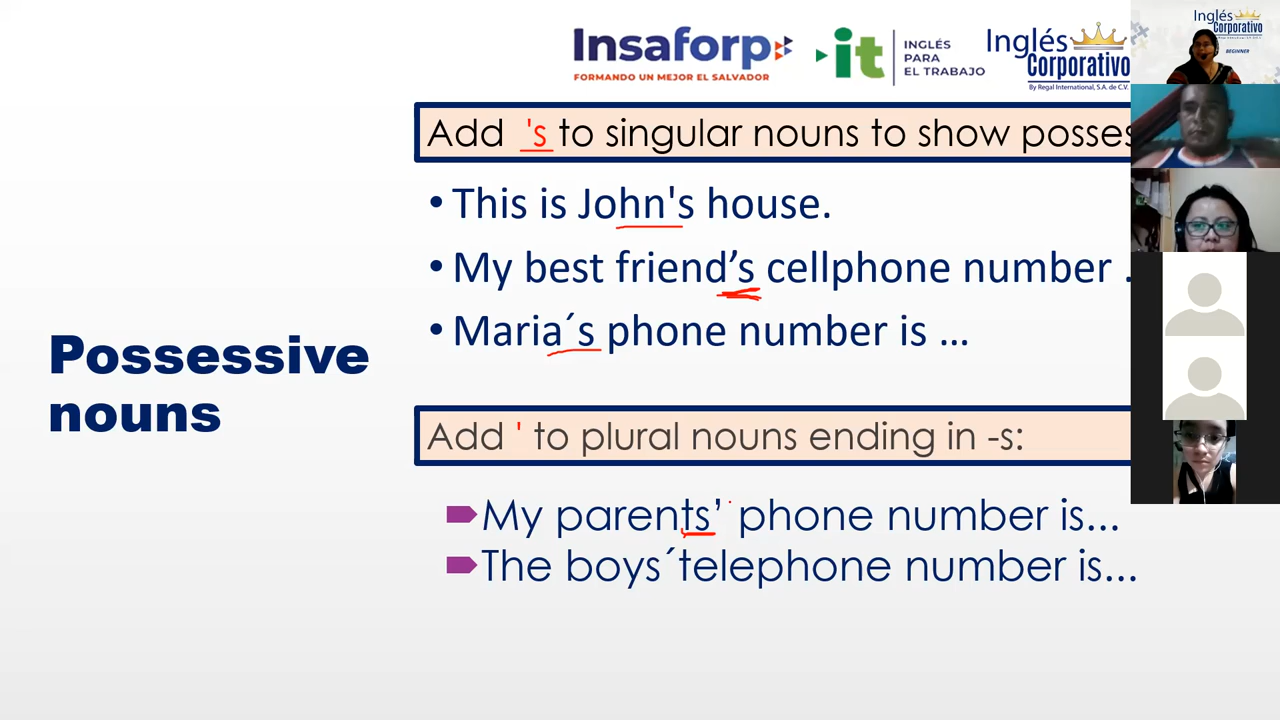 Insaforp
FORMANDO UN MEJOR EL SALVADOR
it
INGLÉS
PARA
EL TRABAJO
Inglés
Corporativo
By Regal International, S.A. de C.V.
Inglés
Corporativo
BEGINNER
Add 's to singular nouns to show posses
• This is John's house.
• My best friend’s cellphone number .
• Maria´s phone number is ...
Possessive
nouns
Add ' to plural nouns ending in -s:
My parents’ phone number is...
The boys´telephone number is...